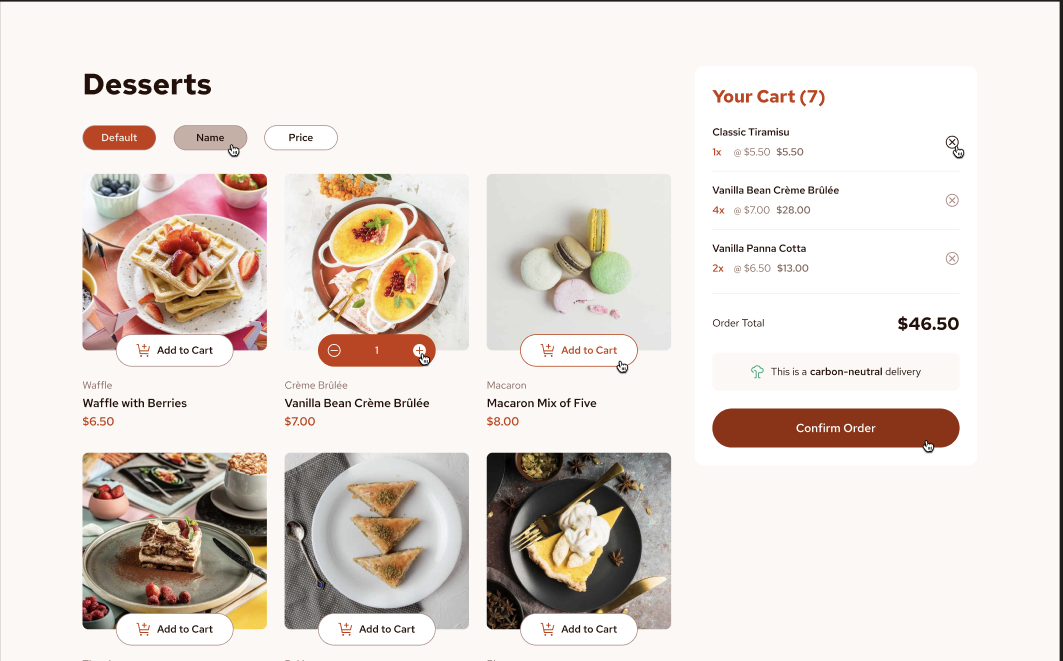 Desserts
Default
Name
Price
Add to Cart
1
Add to Cart
Waffle
Waffle with Berries
$6.50
Crème Brûlée
Vanilla Bean Crème Brûlée
$7.00
Macaron
Macaron Mix of Five
$8.00
Add to Cart
Add to Cart
Add to Cart
Your Cart (7)
Classic Tiramisu
1x @ $5.50 $5.50
Vanilla Bean Crème Brûlée
4x @ $7.00 $28.00
Vanilla Panna Cotta
2x @ $6.50 $13.00
Order Total $46.50
This is a carbon-neutral delivery
Confirm Order